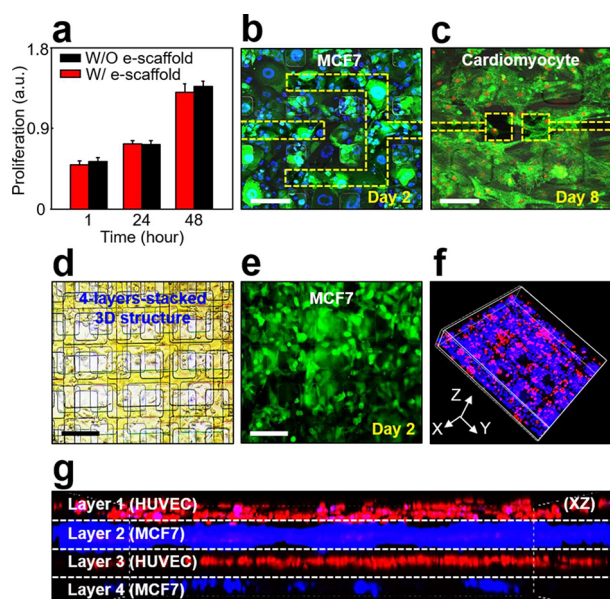 a
1.8
0.9
0
Proliferation (a.u.)
W/O e-scaffold
W/ e-scaffold
1 24 48
Time (hour)
b
MCF7
Day 2
c
Cardiomyocyte
Day 8
d
4-layers-stacked
3D structure
e
MCF7
Day 2
f
Z
X
Y
g
Layer 1 (HUVEC)
(XZ)
Layer 2 (MCF7)
Layer 3 (HUVEC)
Layer 4 (MCF7)